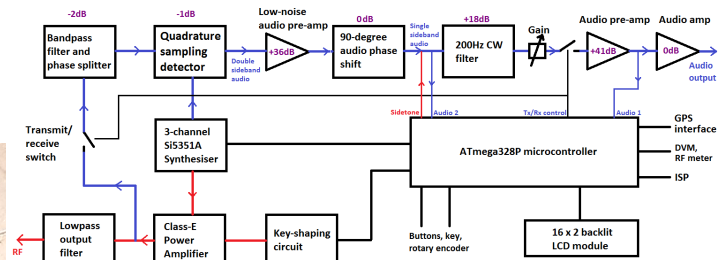 -2dB
-1dB
Low-noise
audio pre-amp
0dB
+18dB
Gain
Audio pre-amp
Audio amp
Bandpass
filter and
phase splitter
Quadrature
sampling
detector
+36dB
90-degree
audio phase
shift
Single
sideband
audio
200Hz CW
filter
+41dB
0dB
Double
sideband
audio
Audio
output
Sidetone
Audio 2
Tx/Rx control
Audio 1
Transmit/
receive
switch
3-channel
Si5351A
Synthesiser
ATmega328P microcontroller
GPS
interface
DVM,
RF meter
ISP
Lowpass
output
filter
Class-E
Power
Amplifier
Key-shaping
circuit
Buttons, key,
rotary encoder
16 x 2 backlit
LCD module
RF